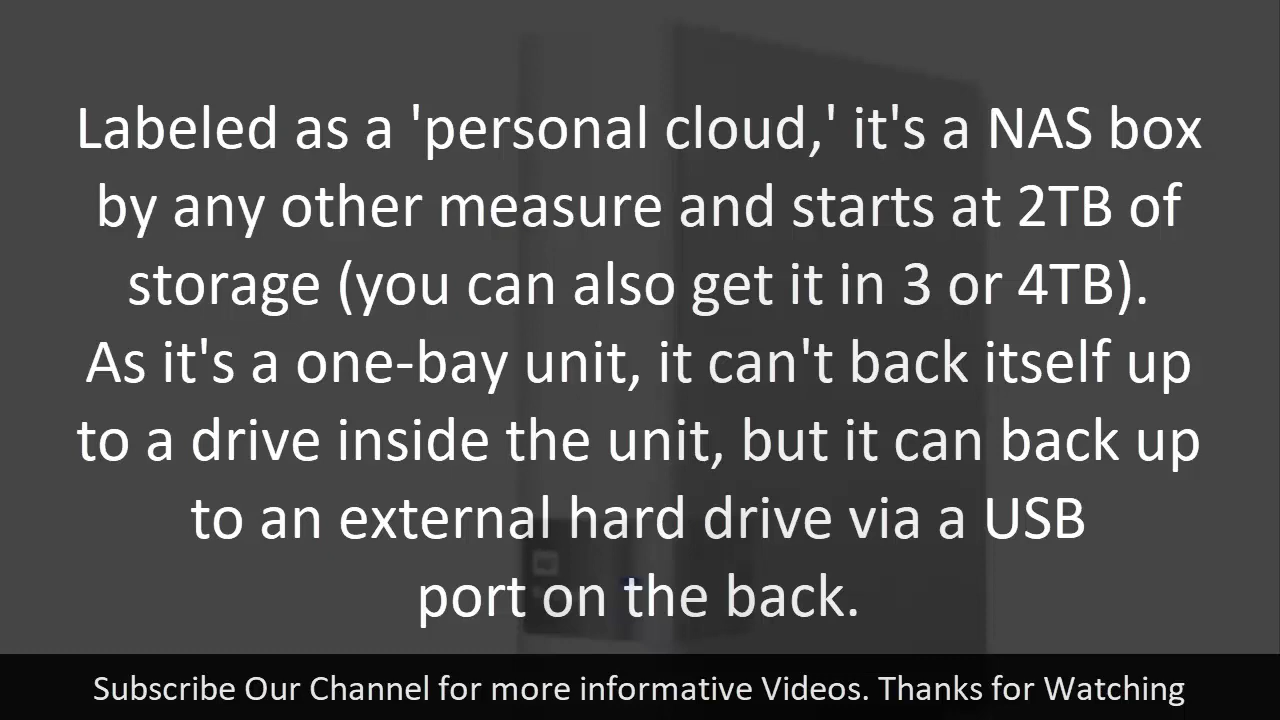 Labeled as a 'personal cloud,' it's a NAS box
by any other measure and starts at 2TB of
storage (you can also get it in 3 or 4TB).
As it's a one-bay unit, it can't back itself up
to a drive inside the unit, but it can back up
to an external hard drive via a USB
port on the back.
Subscribe Our Channel for more informative Videos. Thanks for Watching